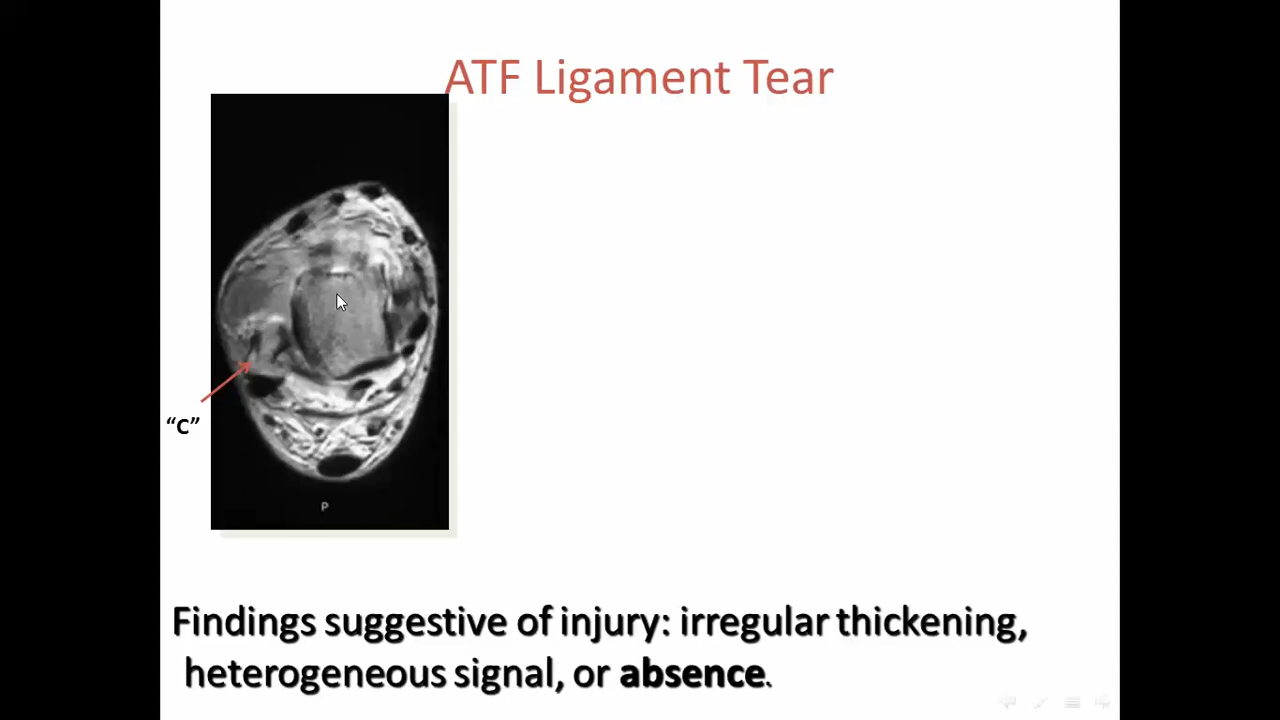 ATF Ligament Tear
“C”
P
Findings suggestive of injury: irregular thickening,
heterogeneous signal, or absence.